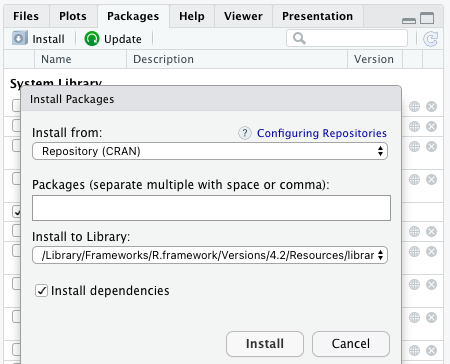 Files Plots Packages Help Viewer Presentation
Install Update
Name Description Version
System Library
Install Packages
Install from: ? Configuring Repositories
Repository (CRAN)
Packages (separate multiple with space or comma):
Install to Library:
/Library/Frameworks/R.framework/Versions/4.2/Resources/librar
Install dependencies
Install Cancel